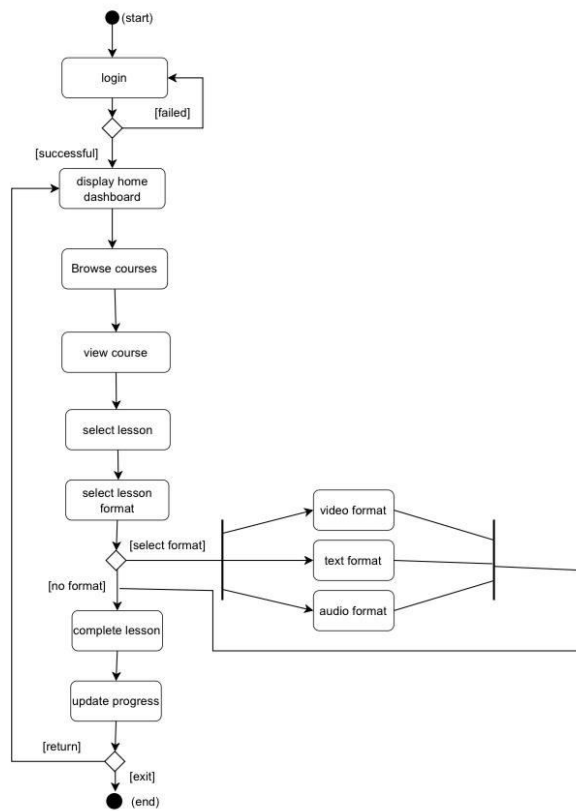 (start)
login
[failed]
[successful]
display home
dashboard
Browse courses
view course
select lesson
select lesson
format
[select format]
video format
text format
audio format
[no format]
complete lesson
update progress
[return]
[exit]
(end)